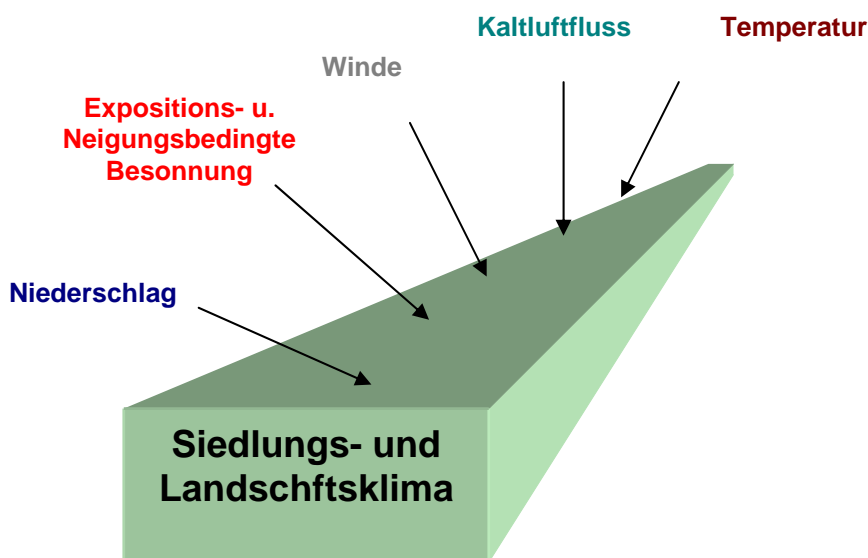 Kaltluftfluss
Temperatur
Winde
Expositions- u.
Neigungsbedingte
Besonnung
Niederschlag
Siedlungs- und
Landschftsklima